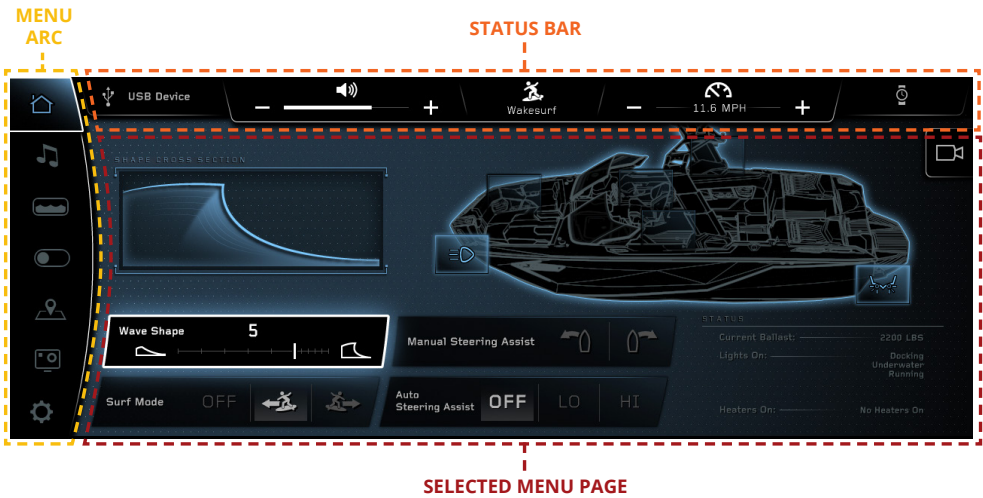 MENU
ARC
STATUS BAR
USB Device
Wakesurf
11.6 MPH
SHAPE CROSS SECTION
Wave Shape
5
Manual Steering Assist
STATUS
Current Ballast:
2200 LBS
Lights On:
Docking
Underwater
Running
Surf Mode
OFF
Auto
Steering Assist
OFF
LO
HI
Heaters On:
No Heaters On
SELECTED MENU PAGE